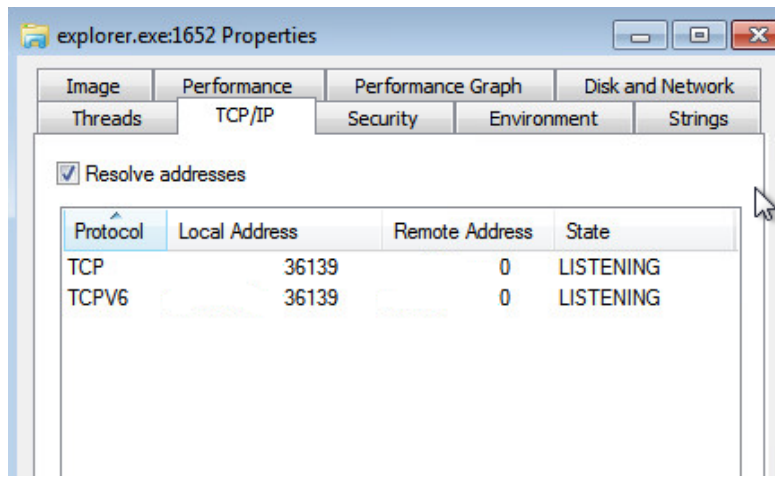 explorer.exe:1652 Properties
Image Performance Performance Graph Disk and Network
Threads TCP/IP Security Environment Strings
Resolve addresses
Protocol Local Address Remote Address State
TCP 36139 0 LISTENING
TCPV6 36139 0 LISTENING